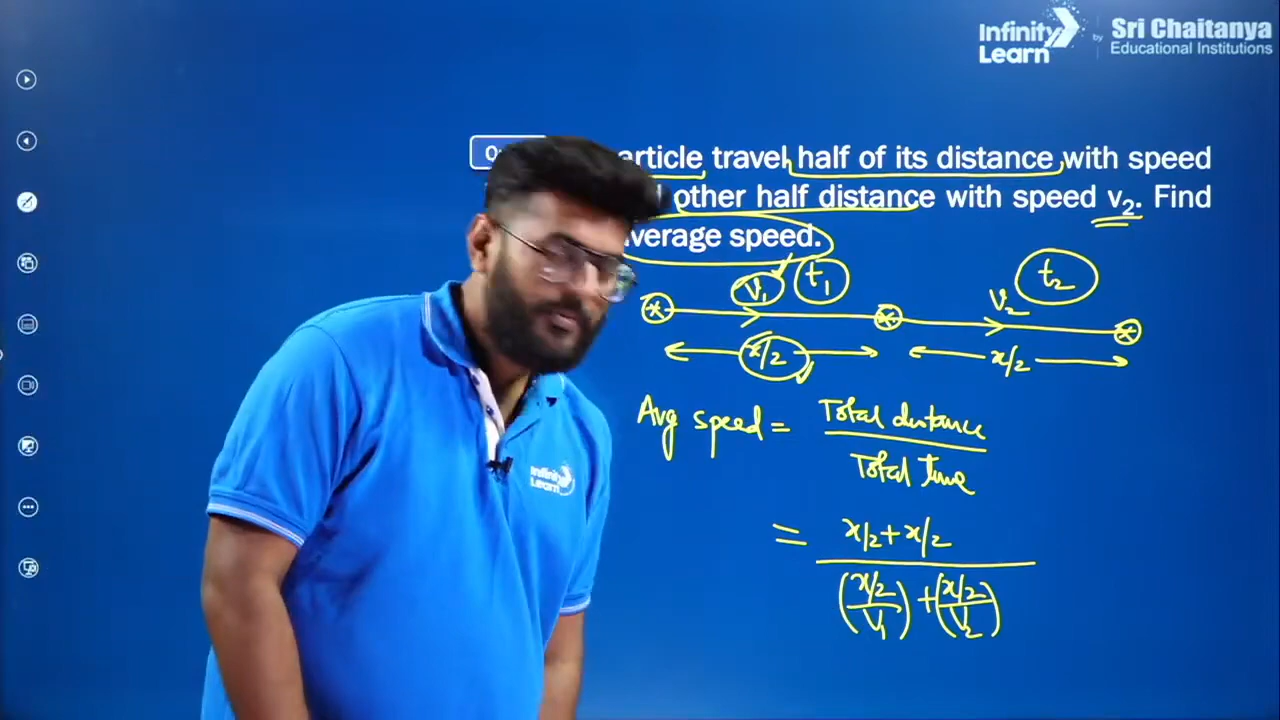 Infinity Learn by Sri Chaitanya Educational Institutions
article travel half of its distance with speed
other half distance with speed v₂. Find
verage speed.
v₁ t₁ v₂ t₂
x/2 x/2
Avg speed = Total distance / Total time
= x/2 + x/2 / (x/2 / v₁) + (x/2 / v₂)
Infinity Learn